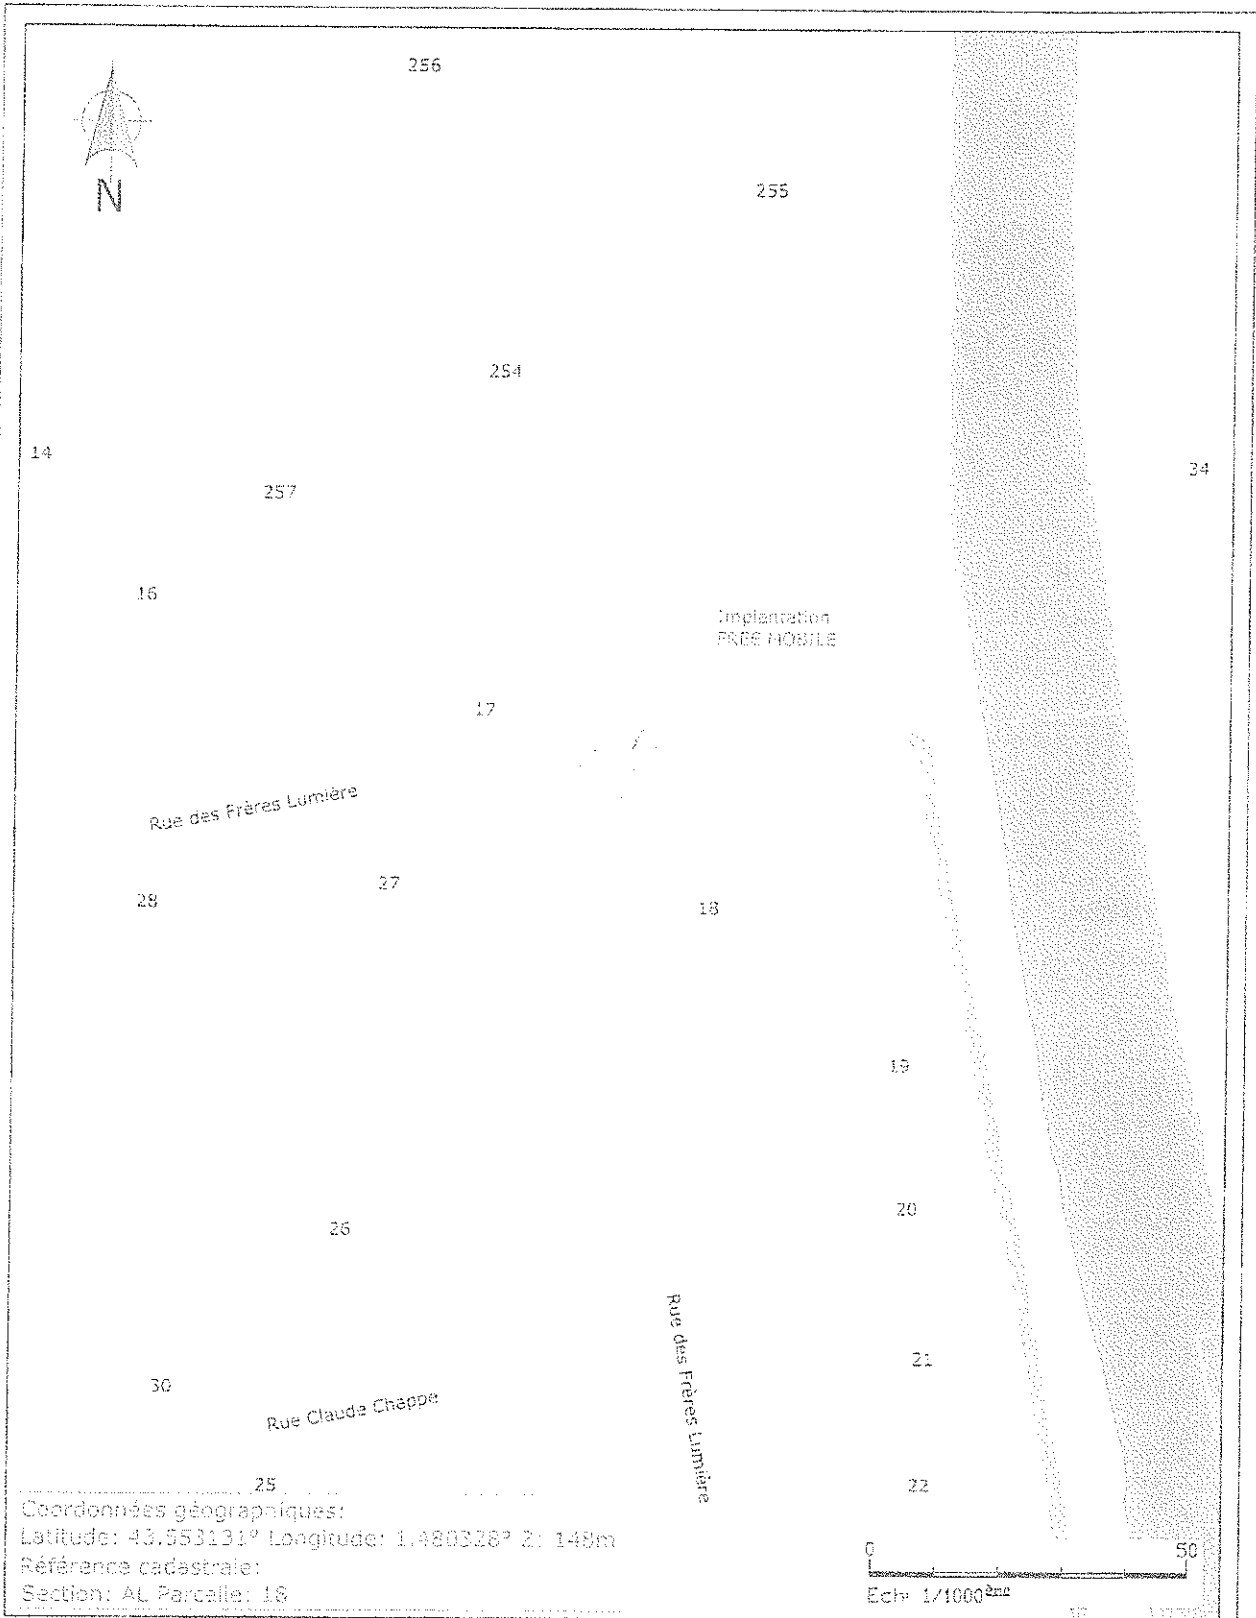 256
N
255
254
14
34
257
16
Implantation
FREE MOBILE
17
Rue des Frères Lumière
27
28
18
19
20
26
Rue des Frères Lumière
21
30
Rue Claude Chappe
25
22
Coordonnées géographiques:
Latitude: 43.553131° Longitude: 1.480328° Z: 148m
Référence cadastrale:
Section: AL Parcelle: 18
0 50
Ech: 1/1000ème